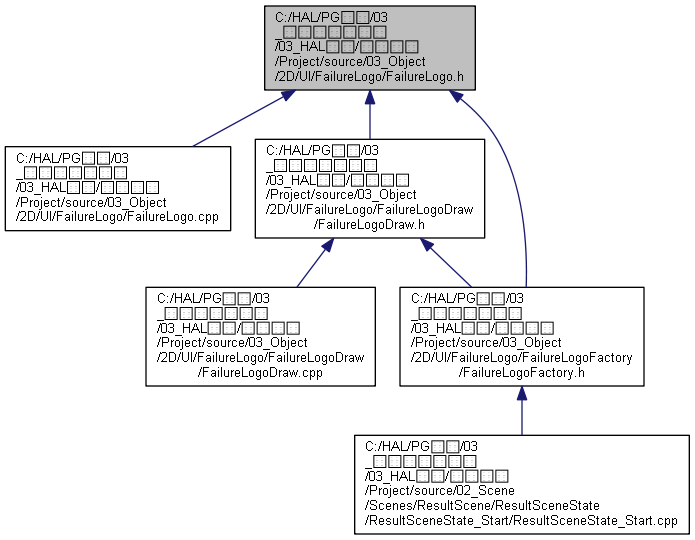 C:/HAL/PG□□/03
_□□□□□□□
/03_HAL□□/□□□□
/Project/source/03_Object
/2D/UI/FailureLogo/FailureLogo.h
C:/HAL/PG□□/03
_□□□□□□□
/03_HAL□□/□□□□
/Project/source/03_Object
/2D/UI/FailureLogo/FailureLogo.cpp
C:/HAL/PG□□/03
_□□□□□□□
/03_HAL□□/□□□□
/Project/source/03_Object
/2D/UI/FailureLogo/FailureLogoDraw
/FailureLogoDraw.h
C:/HAL/PG□□/03
_□□□□□□□
/03_HAL□□/□□□□
/Project/source/03_Object
/2D/UI/FailureLogo/FailureLogoDraw
/FailureLogoDraw.cpp
C:/HAL/PG□□/03
_□□□□□□□
/03_HAL□□/□□□□
/Project/source/03_Object
/2D/UI/FailureLogo/FailureLogoFactory
/FailureLogoFactory.h
C:/HAL/PG□□/03
_□□□□□□□
/03_HAL□□/□□□□
/Project/source/02_Scene
/Scenes/ResultScene/ResultSceneState
/ResultSceneState_Start/ResultSceneState_Start.cpp